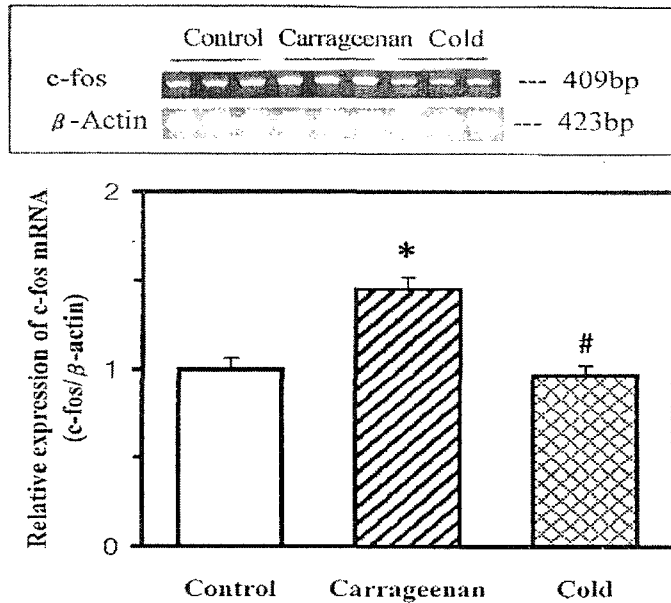 Control Carrageenan Cold
c-fos --- 409bp
β-Actin --- 423bp
Relative expression of c-fos mRNA
(c-fos/β-actin)
2
1
0
*
#
Control Carrageenan Cold